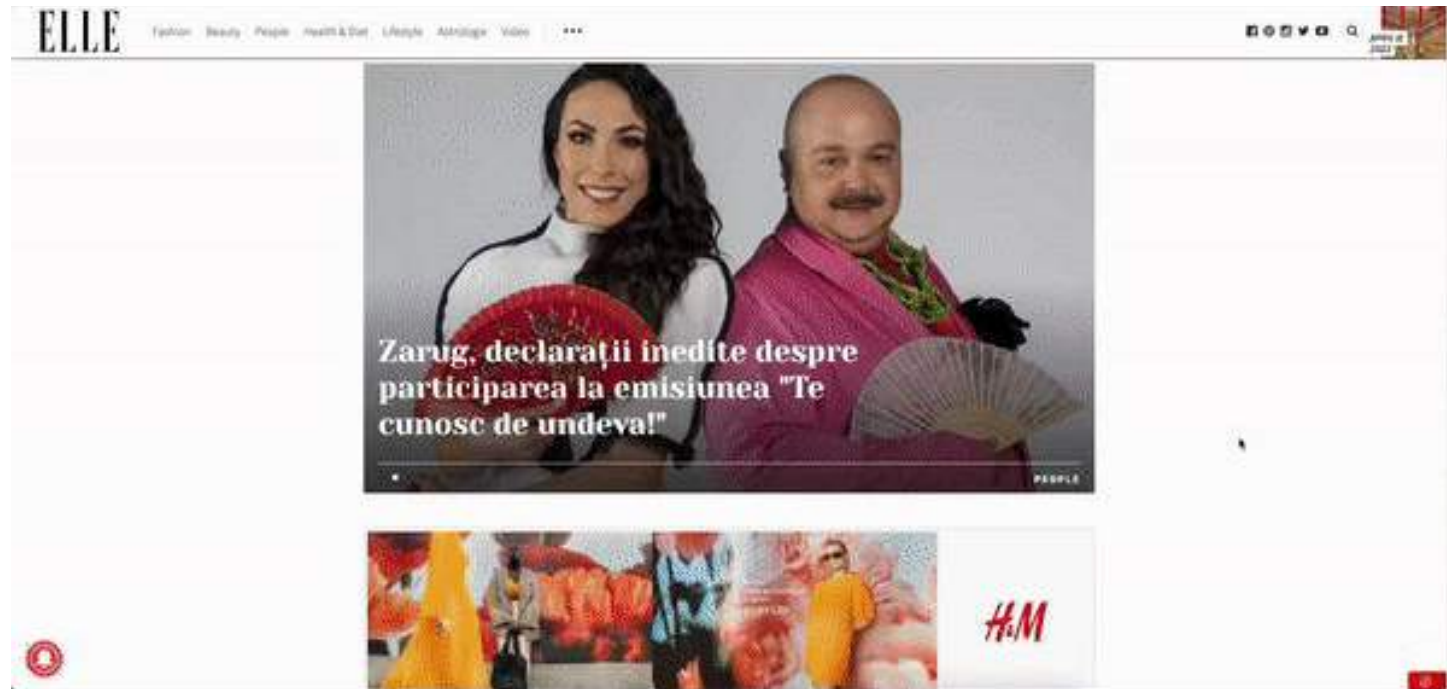 ELLE
Fashion Beauty People Health & Diet Lifestyle Astrologie Video
Zarug, declarații inedite despre
participarea la emisiunea "Te
cunosc de undeva!"
PEOPLE
H&M